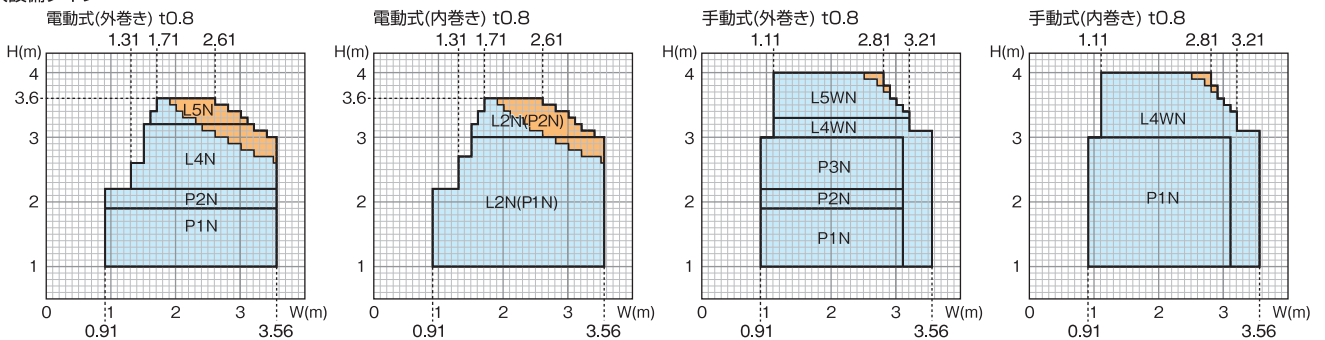 電動式(外巻き) t0.8
1.31 1.71 2.61
H(m)
4
3.6
3
2
1
L5N
L4N
P2N
P1N
0 1 2 3 W(m)
0.91 3.56
電動式(内巻き) t0.8
1.31 1.71 2.61
H(m)
4
3.6
3
2
1
L2N(P2N)
L2N(P1N)
0 1 2 3 W(m)
0.91 3.56
手動式(外巻き) t0.8
1.11 2.81 3.21
H(m)
4
3
2
1
L5WN
L4WN
P3N
P2N
P1N
0 1 2 3 W(m)
0.91 3.56
手動式(内巻き) t0.8
1.11 2.81 3.21
H(m)
4
3
2
1
L4WN
P1N
0 1 2 3 W(m)
0.91 3.56